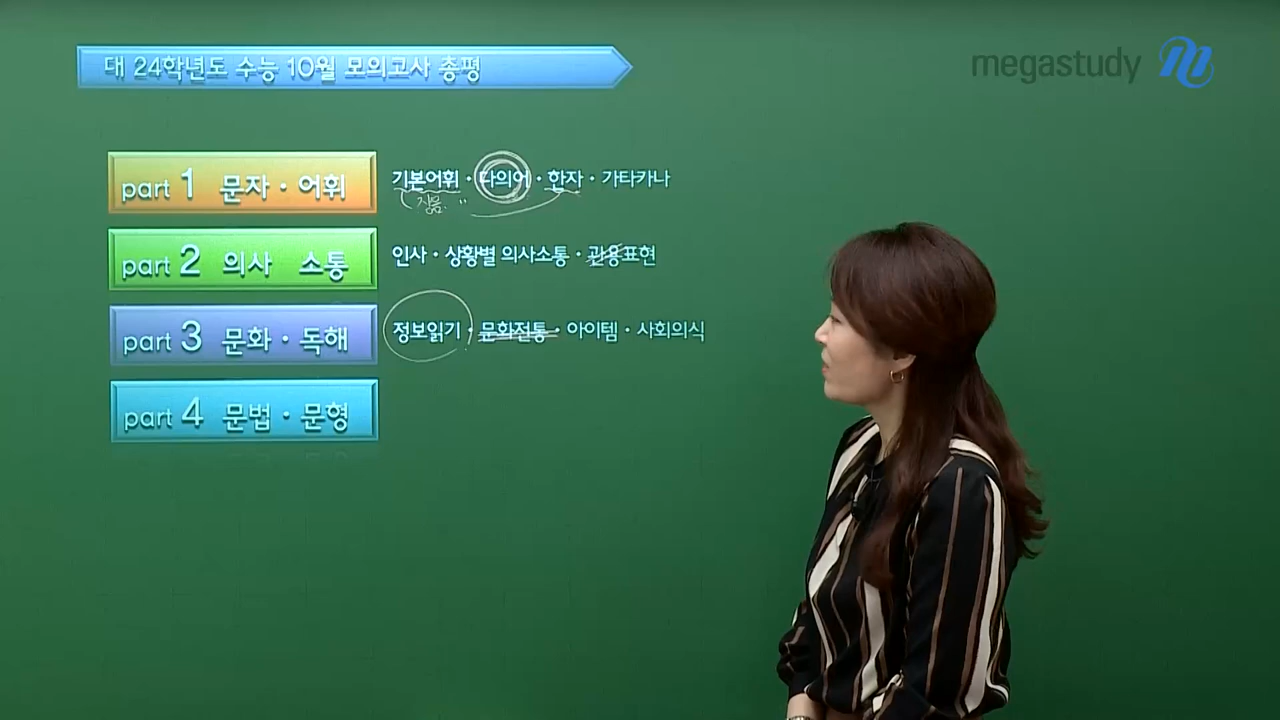 대 24학년도 수능 10월 모의고사 총평
megastudy
part 1 문자 · 어휘
기본어휘 · 다의어 · 한자 · 가타카나
part 2 의사 소통
인사 · 상황별 의사소통 · 관용표현
part 3 문화 · 독해
정보읽기 · 문화전통 · 아이템 · 사회의식
part 4 문법 · 문형